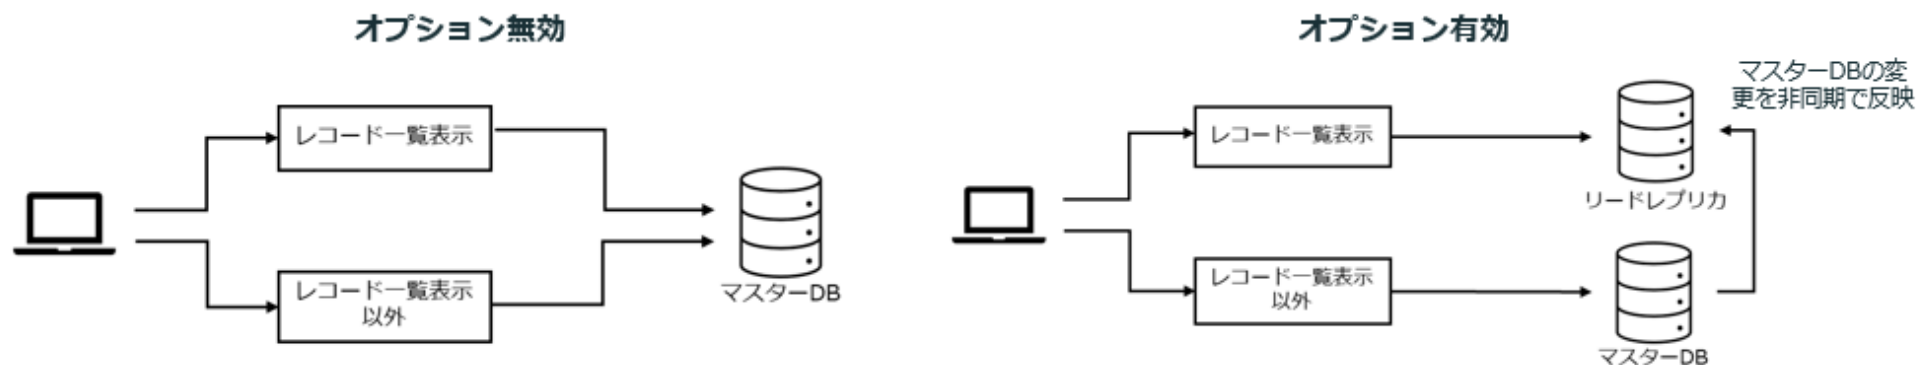 オプション無効
レコード一覧表示
レコード一覧表示
以外
マスターDB
オプション有効
レコード一覧表示
レコード一覧表示
以外
リードレプリカ
マスターDB
マスターDBの変
更を非同期で反映